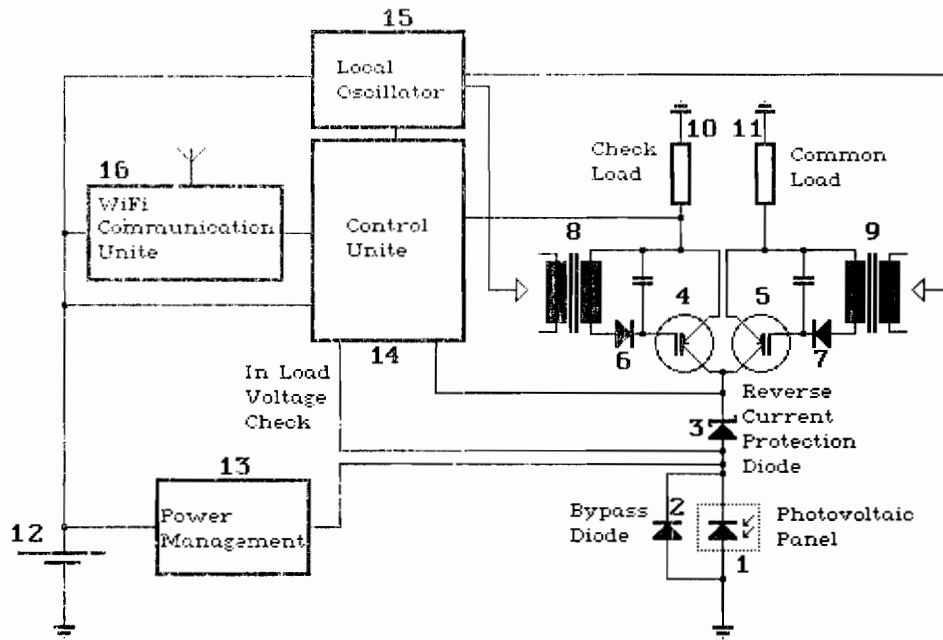 15
Local
Oscillator
10
11
Check
Load
Common
Load
16
WiFi
Communication
Unite
Control
Unite
8
9
4
5
6
7
14
In Load
Voltage
Check
Reverse
Current
Protection
Diode
3
13
Power
Management
12
Bypass
Diode
2
Photovoltaic
Panel
1